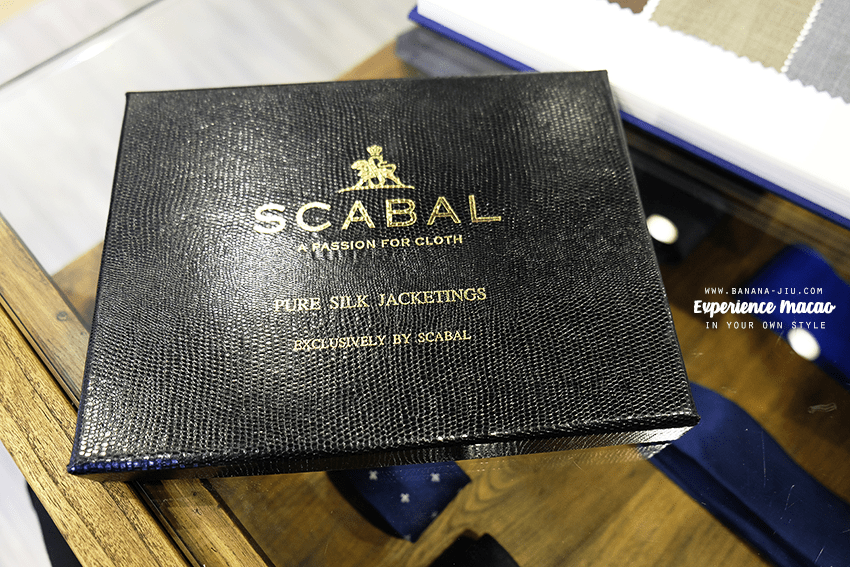 SCABAL
A PASSION FOR CLOTH
PURE SILK JACKETINGS
EXCLUSIVELY BY SCABAL
WWW.BANANA-JIU.COM
Experience Macao
IN YOUR OWN STYLE